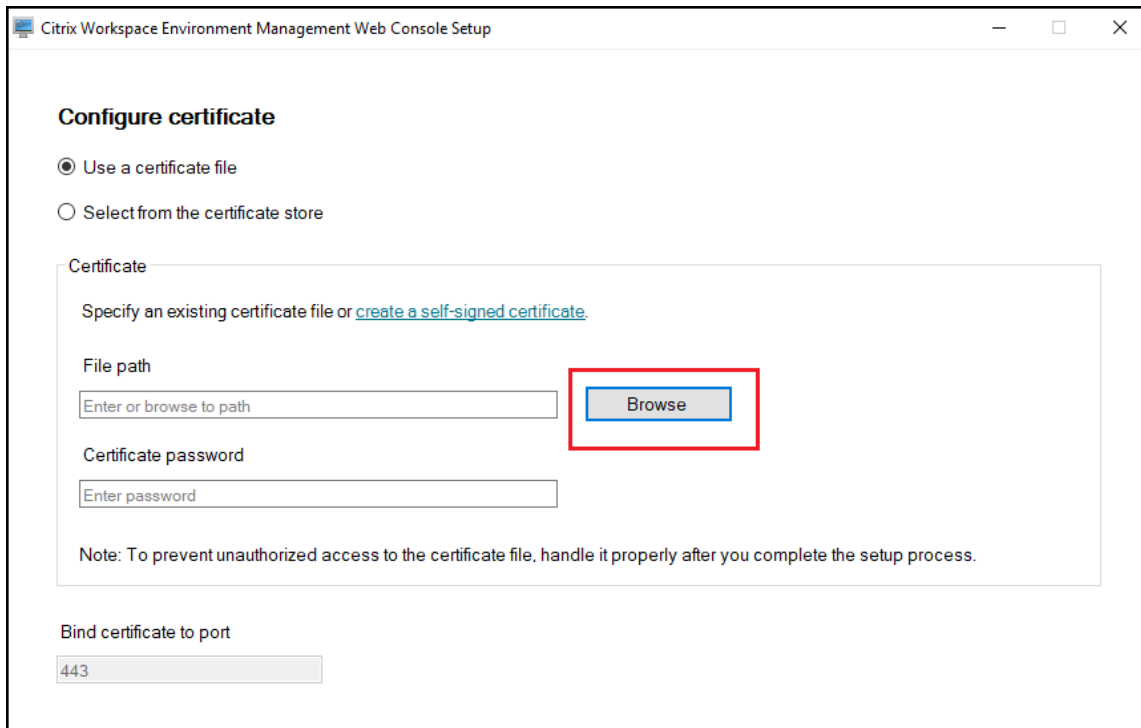 Citrix Workspace Environment Management Web Console Setup
Configure certificate
Use a certificate file
Select from the certificate store
Certificate
Specify an existing certificate file or create a self-signed certificate.
File path
Enter or browse to path
Browse
Certificate password
Enter password
Note: To prevent unauthorized access to the certificate file, handle it properly after you complete the setup process.
Bind certificate to port
443